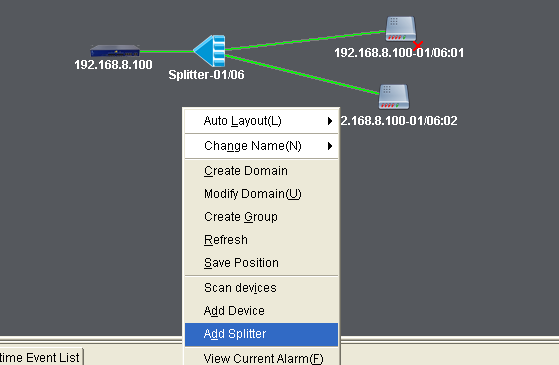 192.168.8.100-01/06:01
192.168.8.100
Splitter-01/06
2.168.8.100-01/06:02
Auto Layout(L)
Change Name(N)
Create Domain
Modify Domain(U)
Create Group
Refresh
Save Position
Scan devices
Add Device
Add Splitter
time Event List
View Current Alarm(F)